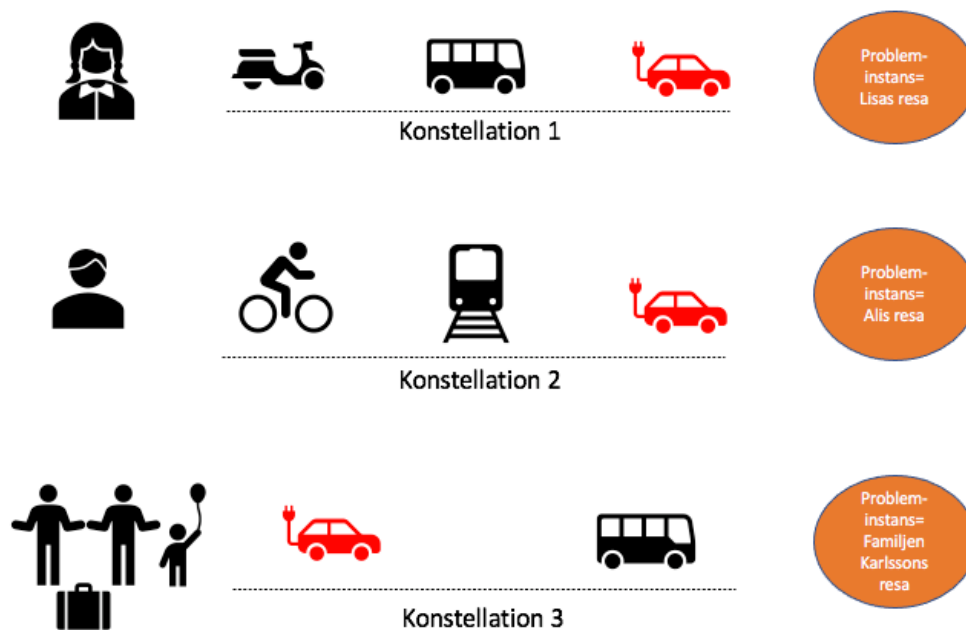 Problem-
instans=
Lisas resa
Konstellation 1
Problem-
instans=
Alis resa
Konstellation 2
Problem-
instans=
Familjen
Karlssons
resa
Konstellation 3